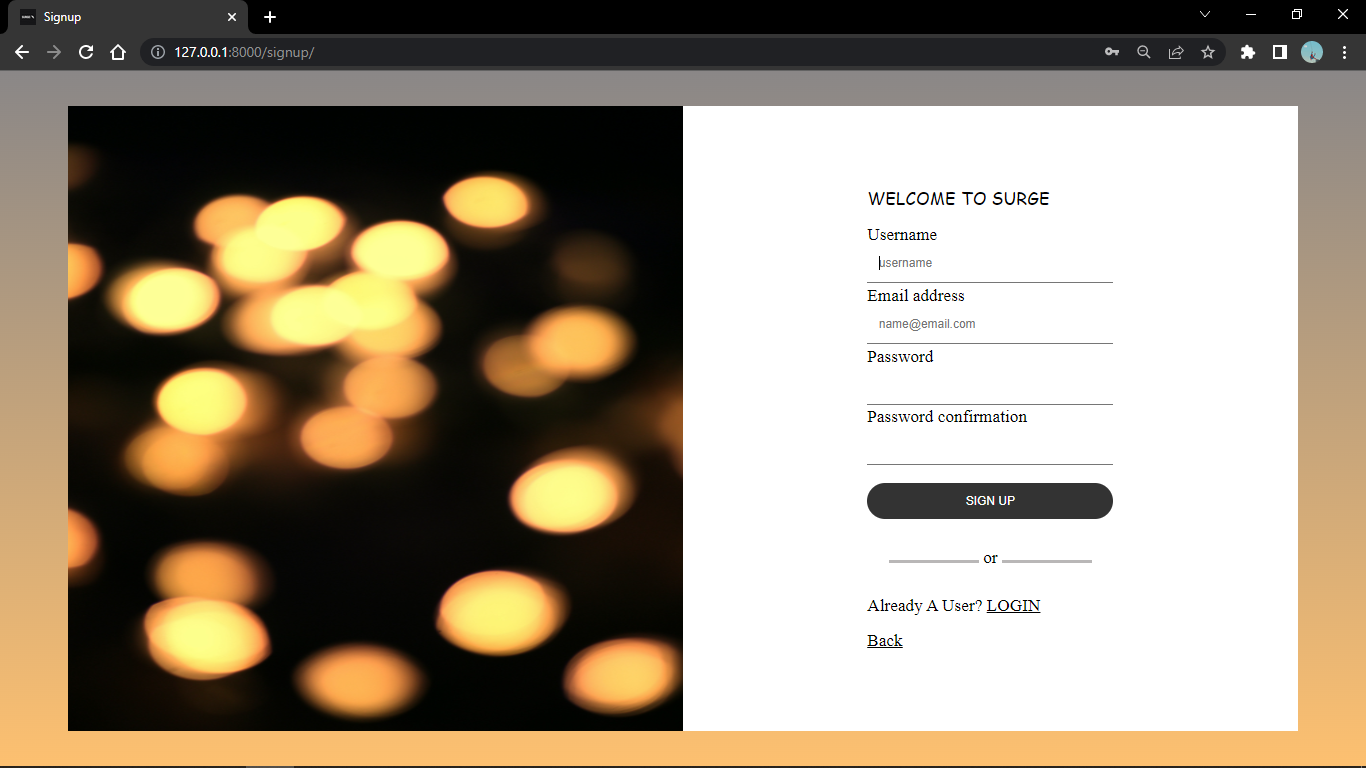 Signup
127.0.0.1:8000/signup/
WELCOME TO SURGE
Username
username
Email address
name@email.com
Password
Password confirmation
SIGN UP
or
Already A User? LOGIN
Back